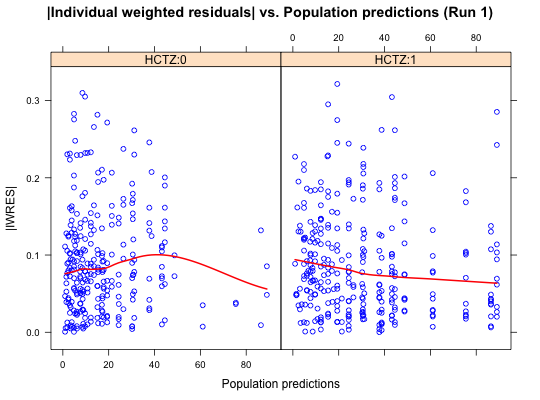 |Individual weighted residuals| vs. Population predictions (Run 1)
0 20 40 60 80
HCTZ:0 HCTZ:1
0.3
0.2
0.1
0.0
|IWRES|
0 20 40 60 80
Population predictions